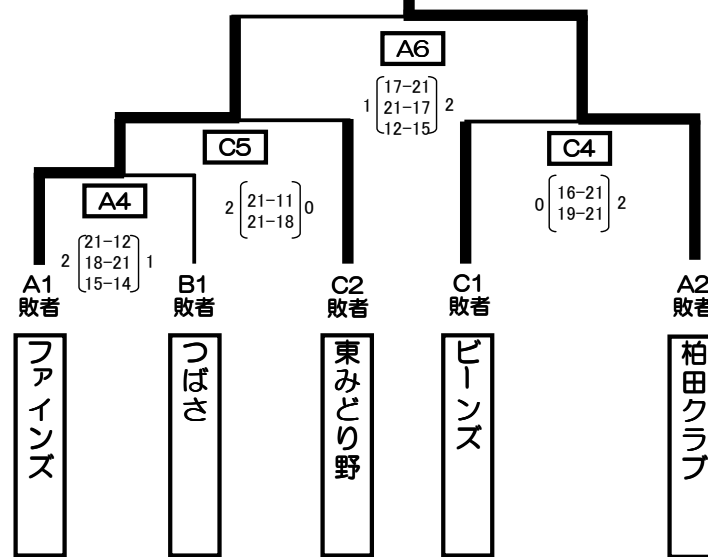 A6
1 17-21 2
21-17
12-15
C5
2 21-11 0
21-18
C4
0 16-21 2
19-21
A4
2 21-12 1
18-21
15-14
A1
敗者
B1
敗者
C2
敗者
C1
敗者
A2
敗者
ファインズ
つばさ
東みどり野
ビーンズ
柏田クラブ